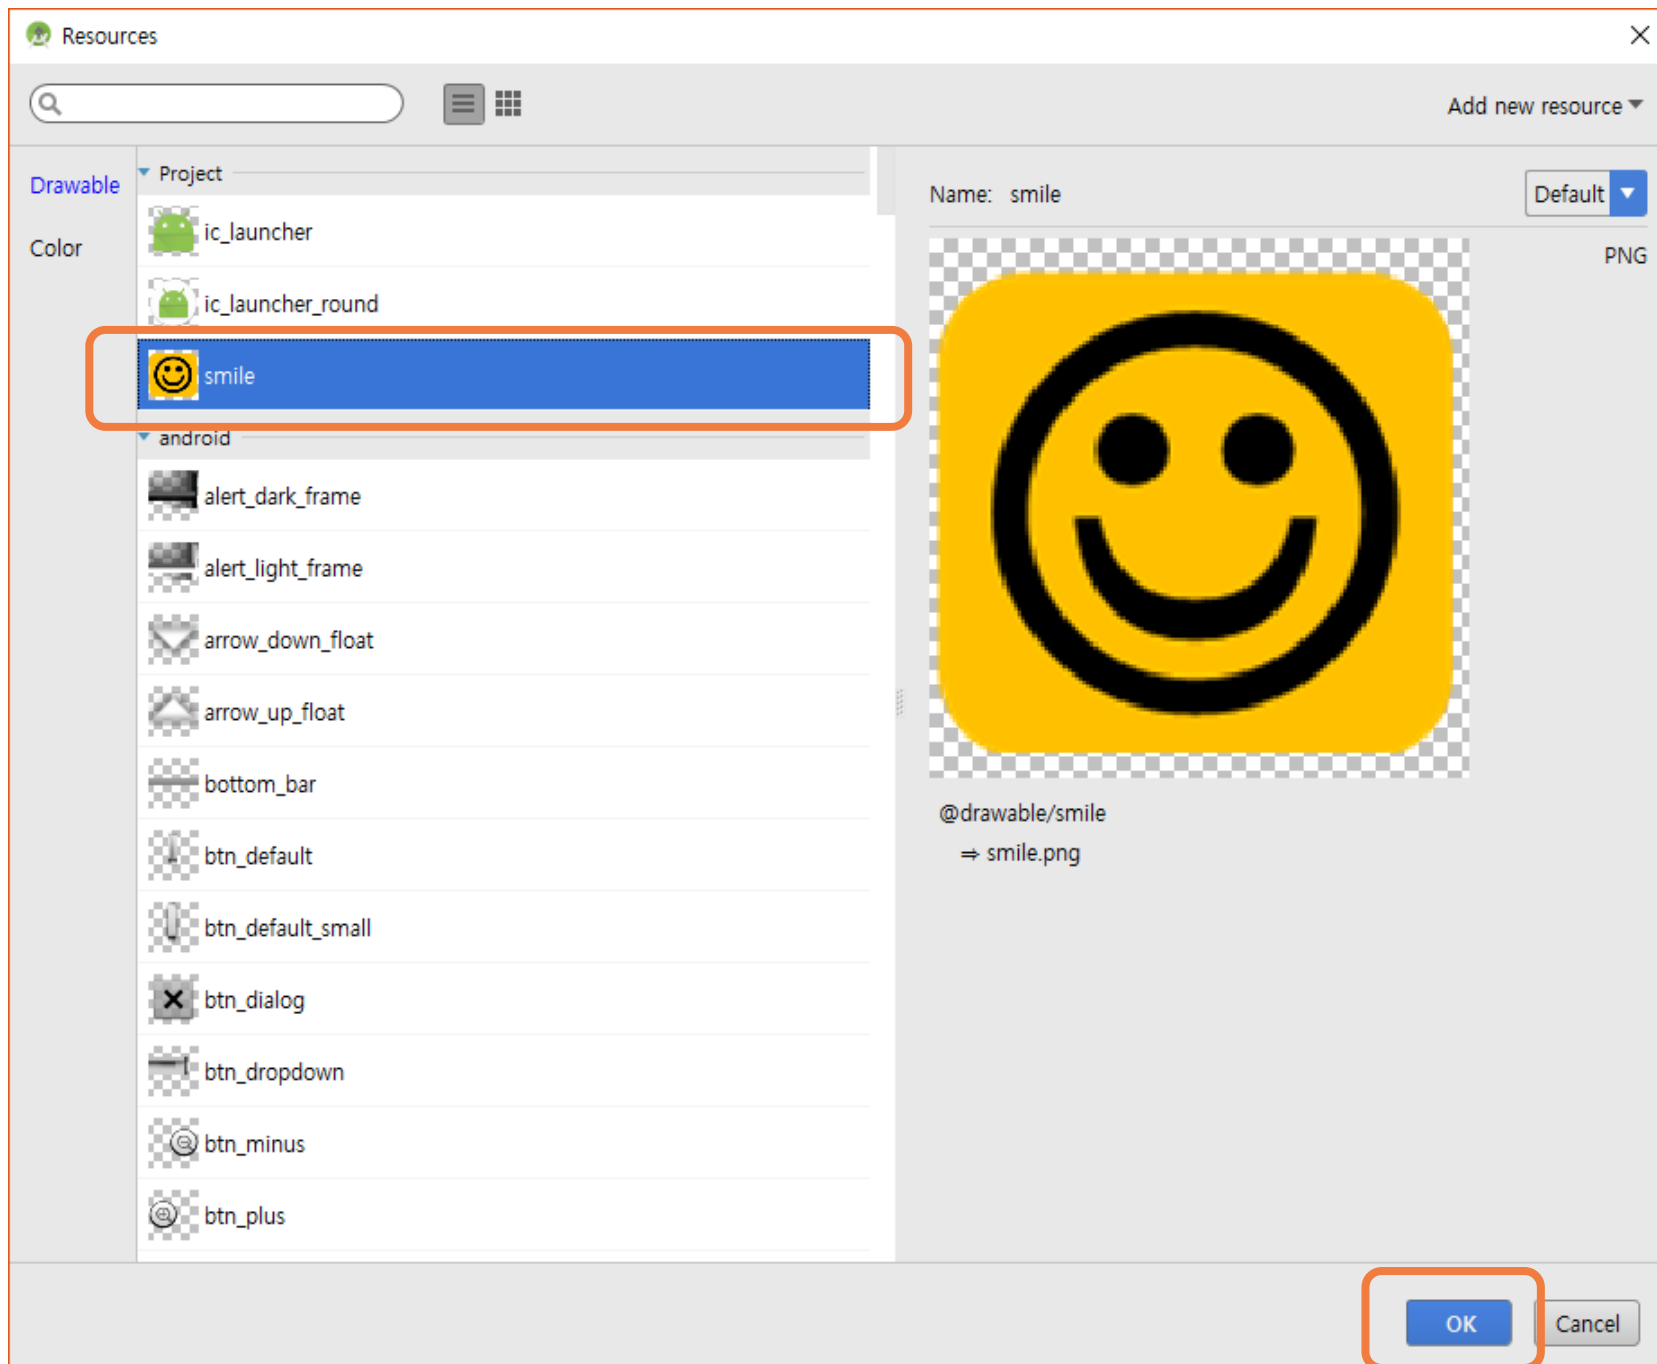 Resources
Add new resource
Drawable
Color
Project
ic_launcher
ic_launcher_round
smile
android
alert_dark_frame
alert_light_frame
arrow_down_float
arrow_up_float
bottom_bar
btn_default
btn_default_small
btn_dialog
btn_dropdown
btn_minus
btn_plus
Name: smile
Default
PNG
@drawable/smile
⇒ smile.png
OK
Cancel